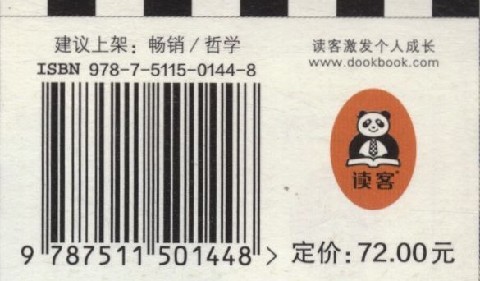 建议上架：畅销/哲学
ISBN 978-7-5115-0144-8
9 787511 501448 >
读客激发个人成长
www.dookbook.com
读客®
定价：72.00元